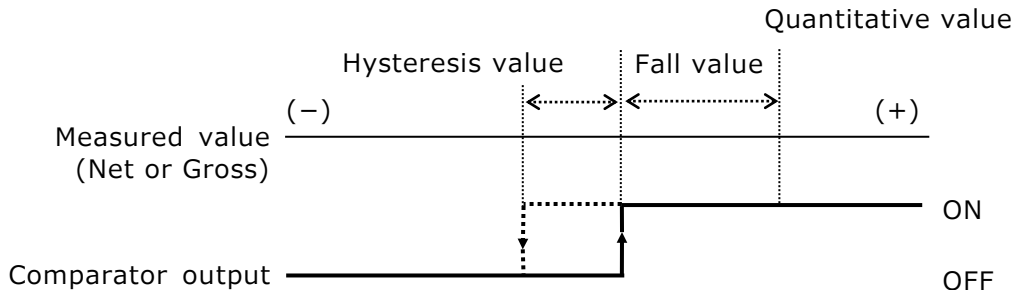 Quantitative value
Hysteresis value
Fall value
(−)
(+)
Measured value
(Net or Gross)
ON
Comparator output
OFF